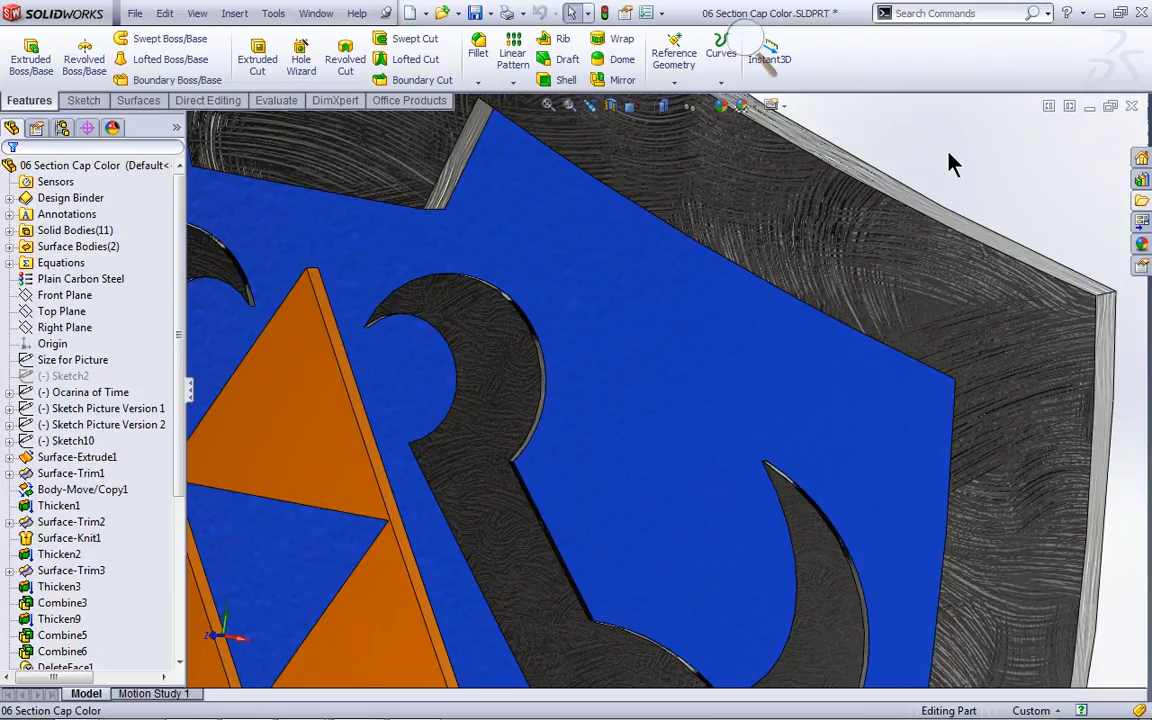 SOLIDWORKS File Edit View Insert Tools Window Help 06 Section Cap Color.SLDPRT * Search Commands
Extruded Boss/Base
Revolved Boss/Base
Swept Boss/Base
Lofted Boss/Base
Boundary Boss/Base
Extruded Cut
Hole Wizard
Revolved Cut
Swept Cut
Lofted Cut
Boundary Cut
Fillet
Linear Pattern
Rib
Draft
Shell
Wrap
Dome
Mirror
Reference Geometry
Curves
Instant3D
Features Sketch Surfaces Direct Editing Evaluate DimXpert Office Products
06 Section Cap Color (Default<
Sensors
Design Binder
Annotations
Solid Bodies(11)
Surface Bodies(2)
Equations
Plain Carbon Steel
Front Plane
Top Plane
Right Plane
Origin
Size for Picture
(-) Sketch2
(-) Ocarina of Time
(-) Sketch Picture Version 1
(-) Sketch Picture Version 2
(-) Sketch10
Surface-Extrude1
Surface-Trim1
Body-Move/Copy1
Thicken1
Surface-Trim2
Surface-Knit1
Thicken2
Surface-Trim3
Thicken3
Combine3
Thicken9
Combine5
Combine6
DeleteFace1
Z
Model Motion Study 1
06 Section Cap Color Editing Part Custom